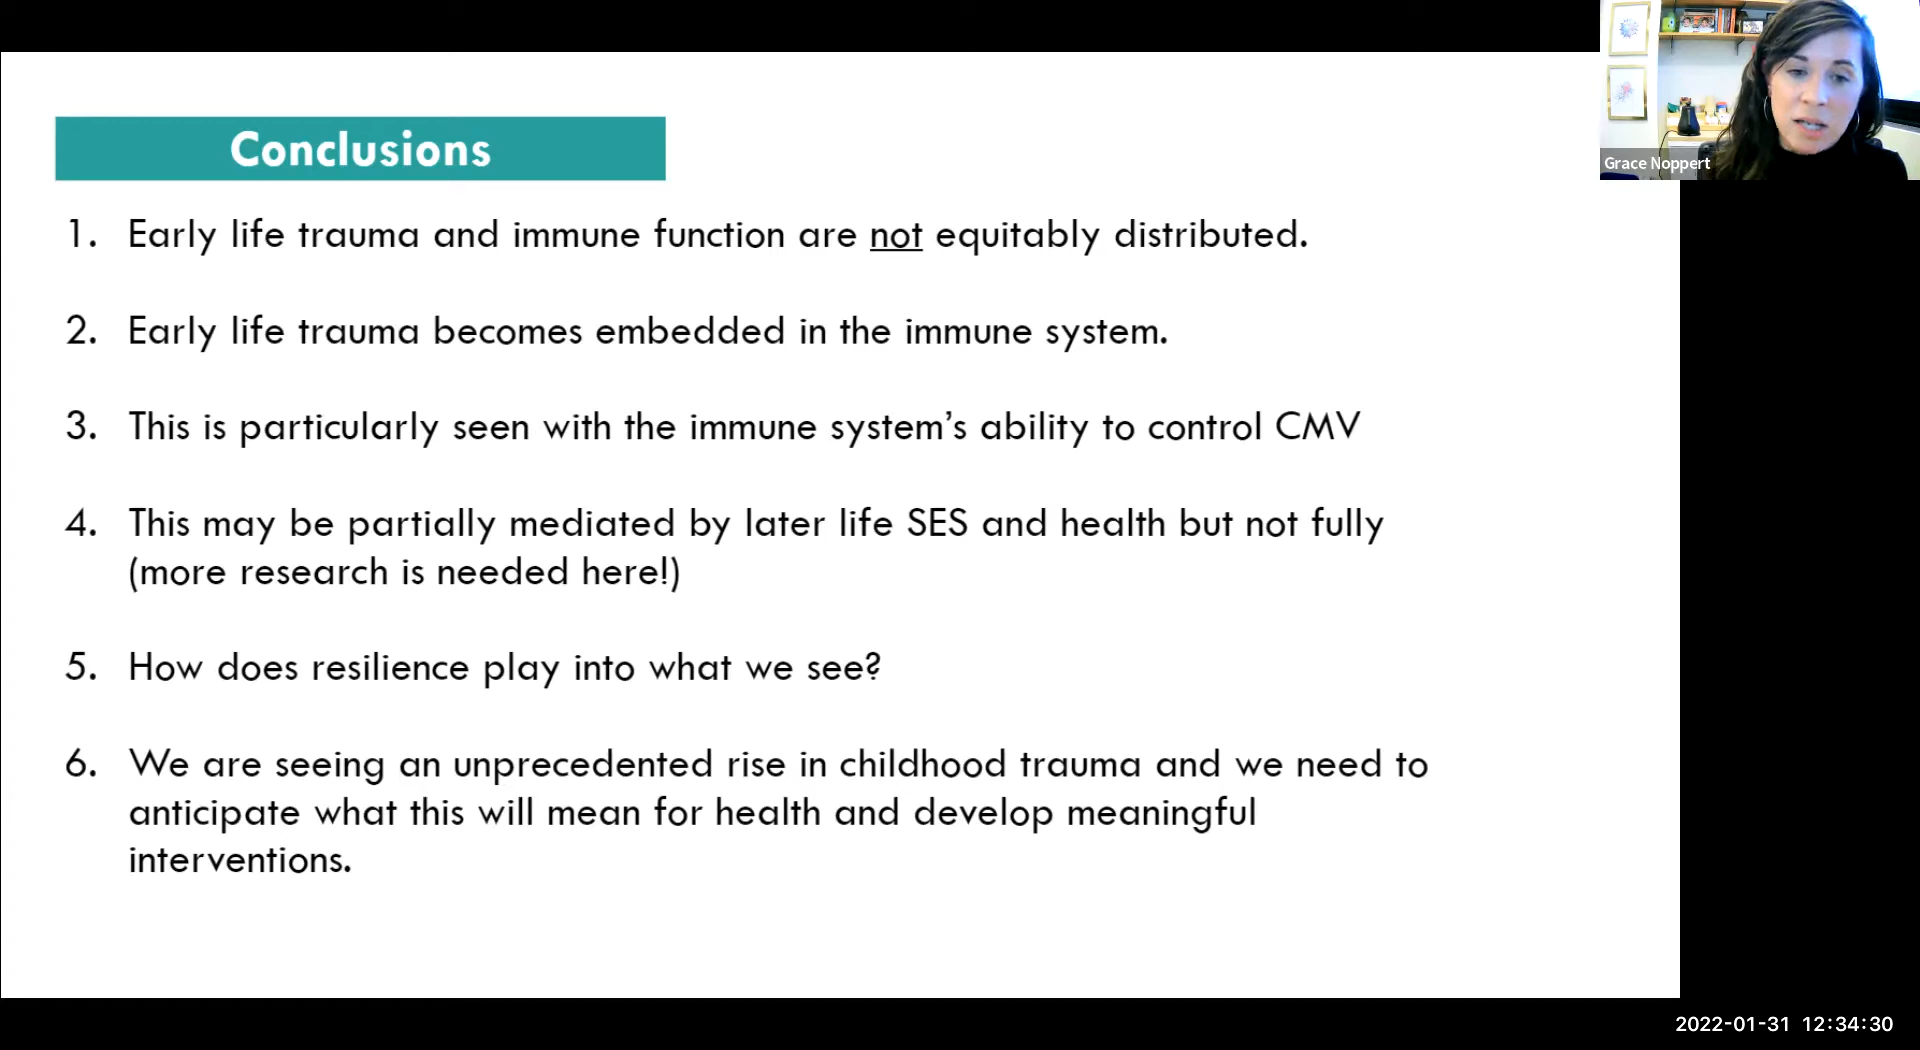 Conclusions
1. Early life trauma and immune function are not equitably distributed.
2. Early life trauma becomes embedded in the immune system.
3. This is particularly seen with the immune system’s ability to control CMV
4. This may be partially mediated by later life SES and health but not fully
(more research is needed here!)
5. How does resilience play into what we see?
6. We are seeing an unprecedented rise in childhood trauma and we need to
anticipate what this will mean for health and develop meaningful
interventions.
Grace Noppert
2022-01-31 12:34:30